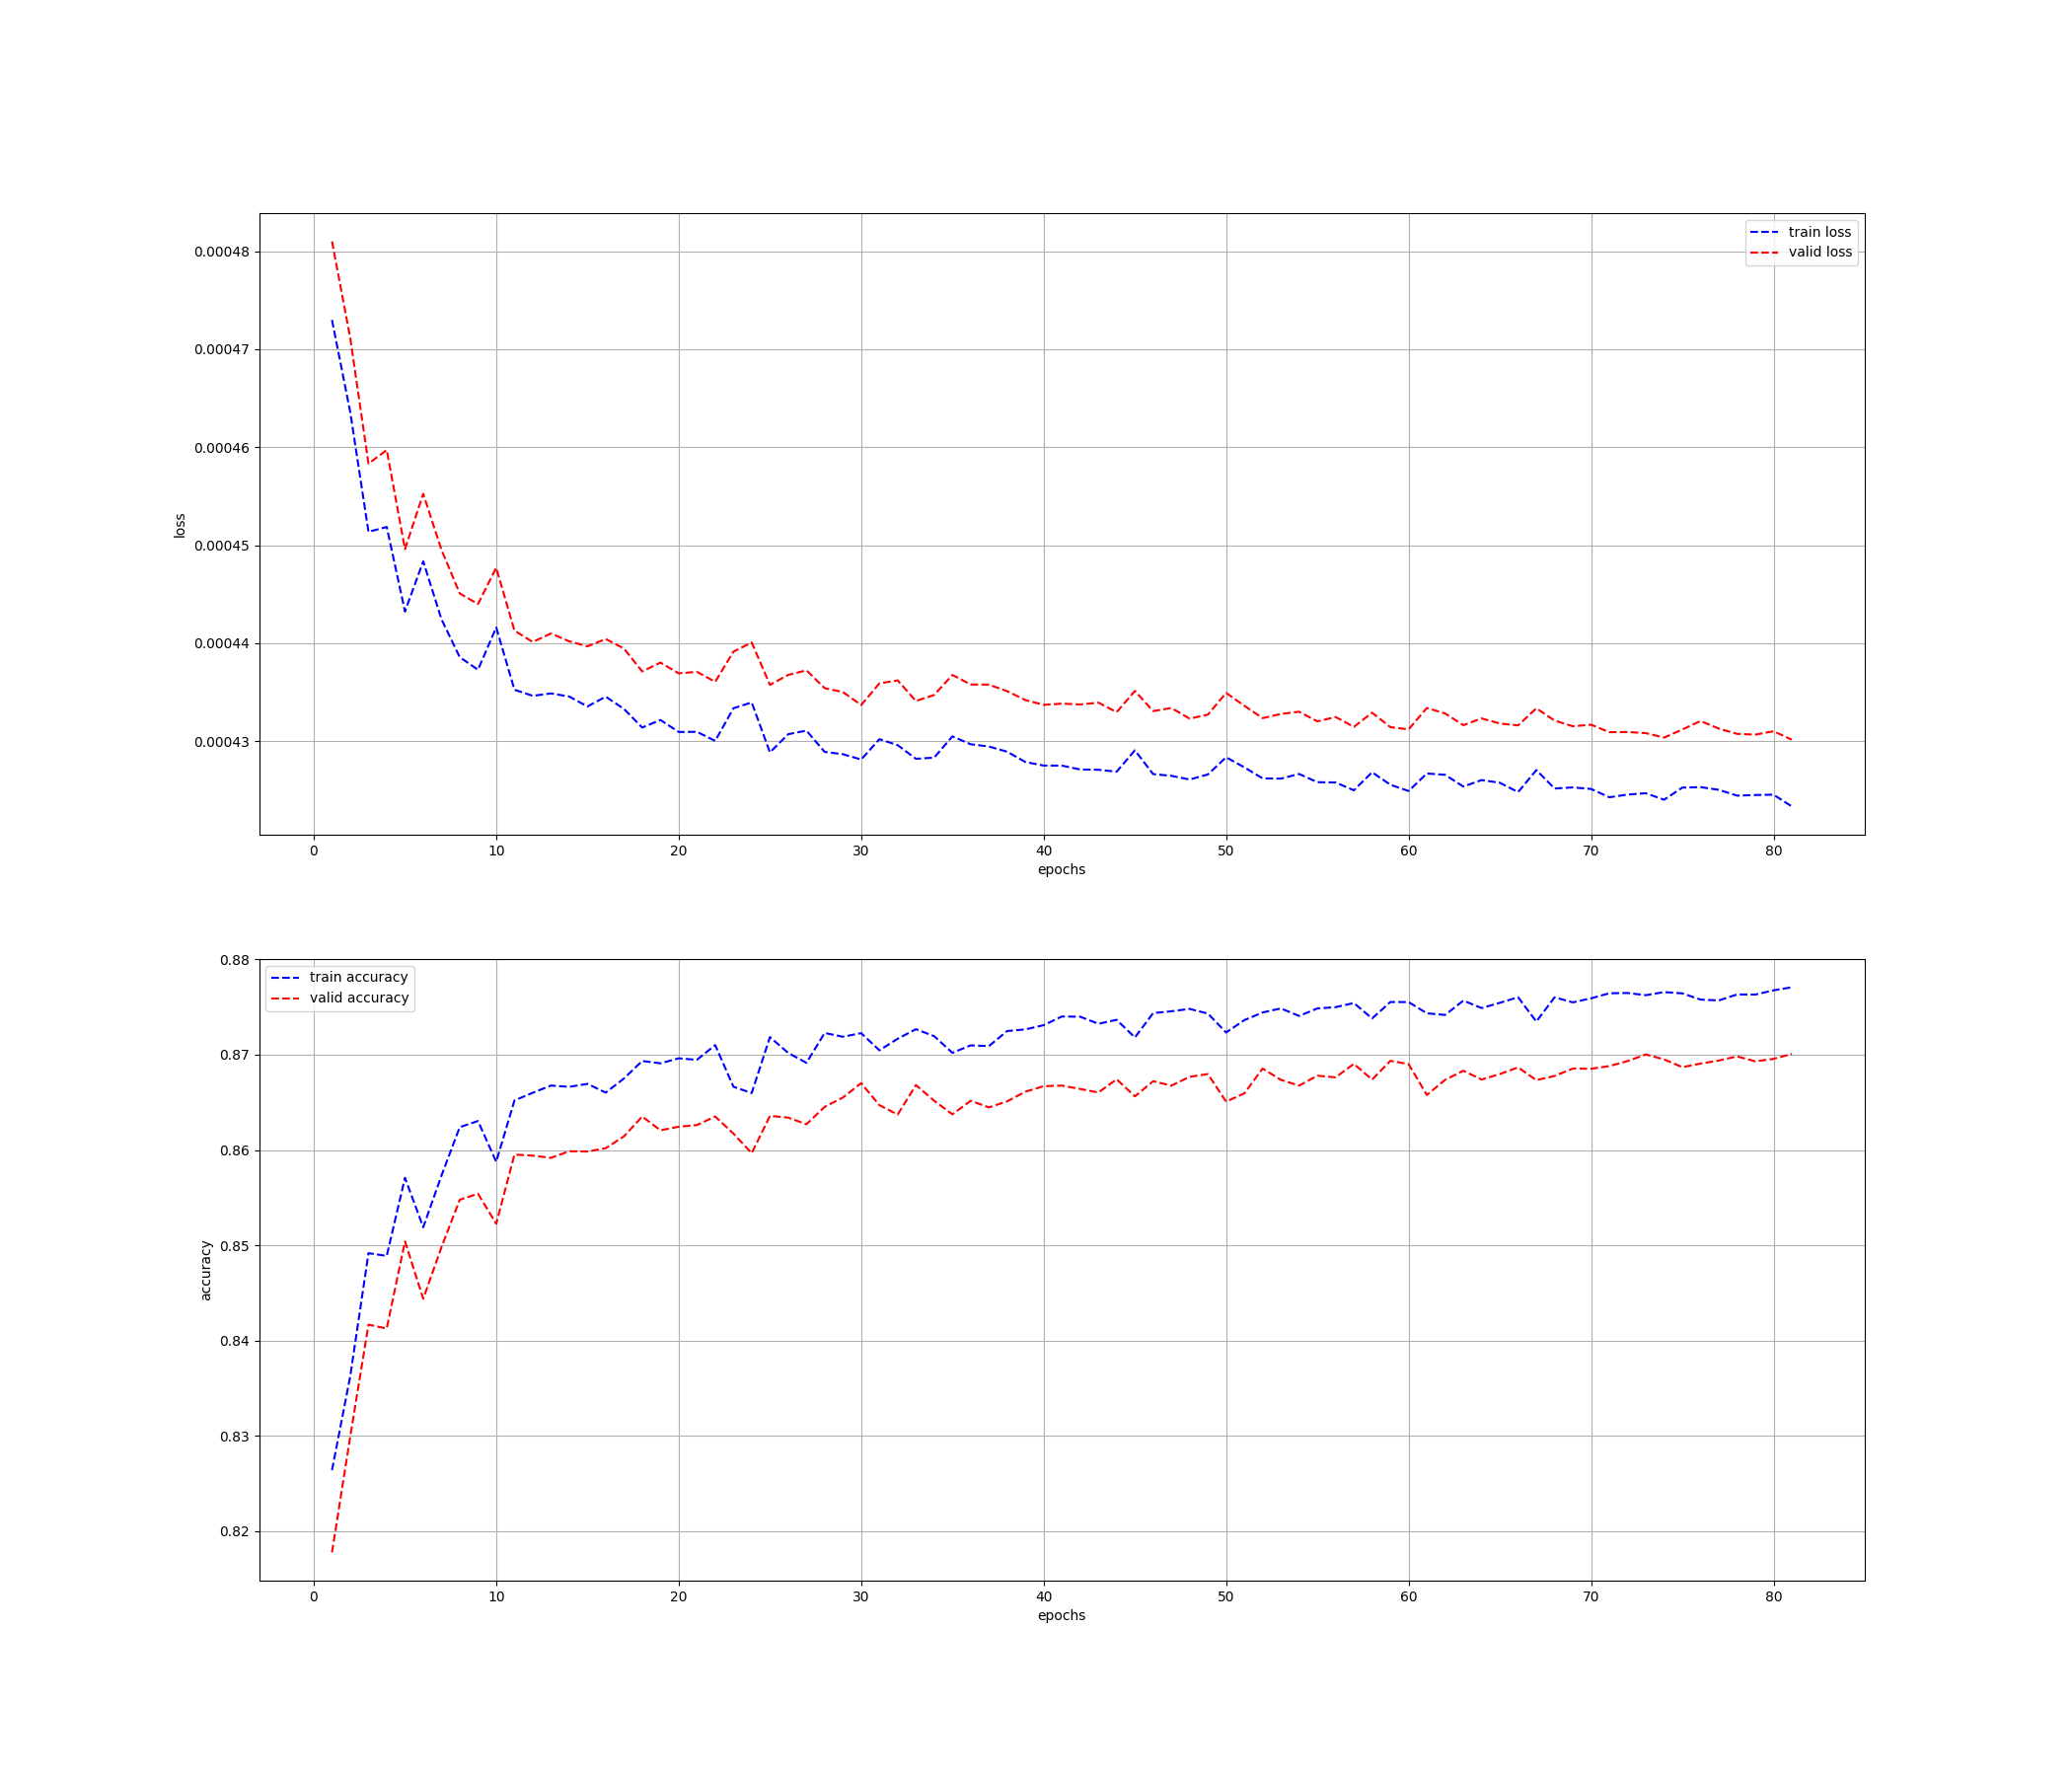 train loss
valid loss
0.00048
0.00047
0.00046
0.00045
0.00044
0.00043
loss
0 10 20 30 40 50 60 70 80
epochs
train accuracy
valid accuracy
0.88
0.87
0.86
0.85
0.84
0.83
0.82
accuracy
0 10 20 30 40 50 60 70 80
epochs